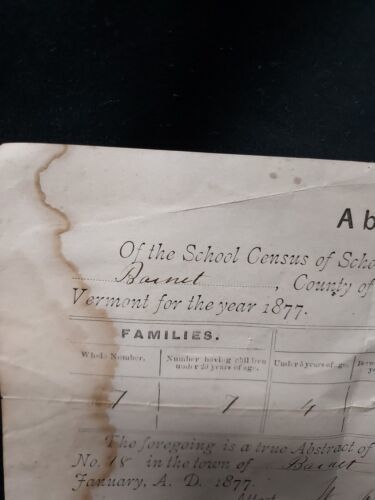 Ab
Of the School Census of Scho
Barnet, County of
Vermont for the year 1877.
FAMILIES.
Whole Number. Number having children under 20 years of age. Under 5 years of age.
7 7 4
The foregoing is a true Abstract of
No. 18 in the town of Barnet
January, A. D. 1877.